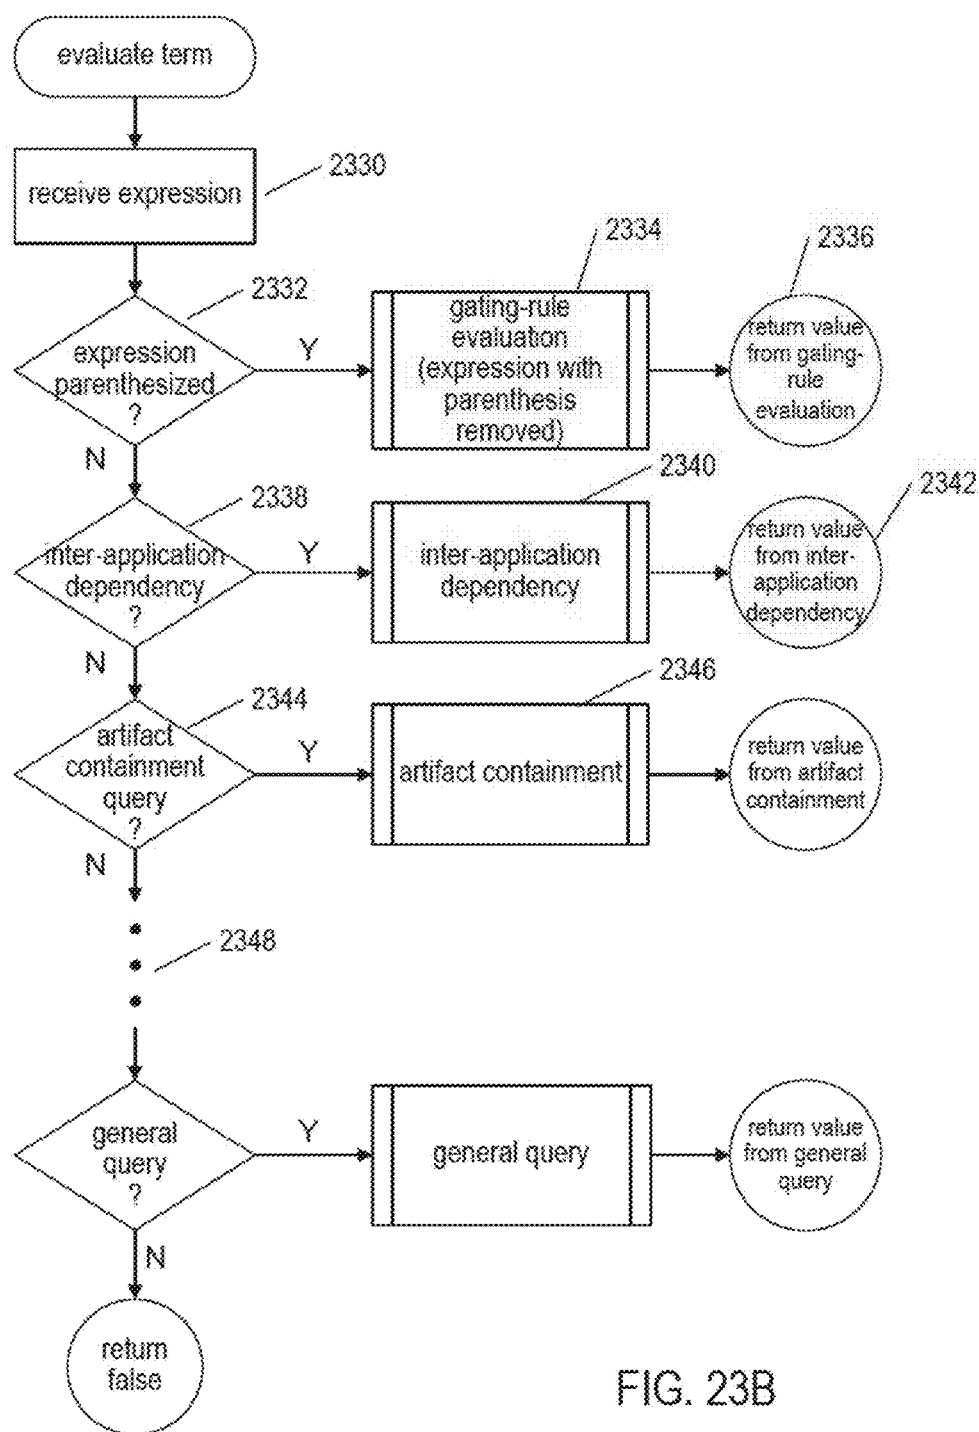 evaluate term
2330
receive expression
2334
2336
2332
expression
parenthesized
?
Y
gating-rule
evaluation
(expression with
parenthesis
removed)
return value
from gating-
rule
evaluation
N
2340
2342
2338
inter-application
dependency
?
Y
inter-application
dependency
return value
from inter-
application
dependency
N
2346
2344
artifact
containment
query
?
Y
artifact containment
return value
from artifact
containment
N
2348
general
query
?
Y
general query
return value
from general
query
N
return
false
FIG. 23B